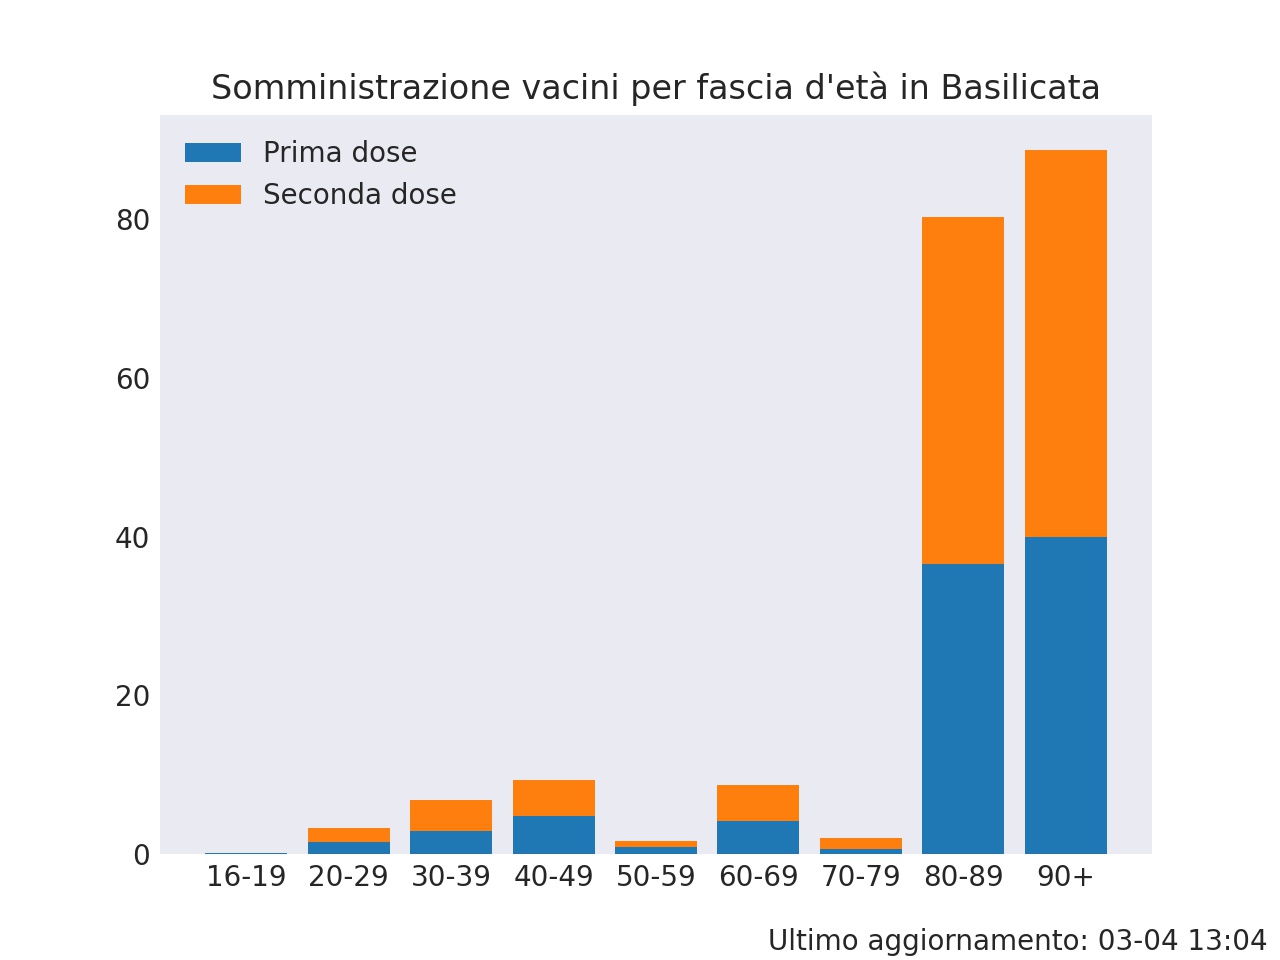 Somministrazione vacini per fascia d'età in Basilicata
Prima dose
Seconda dose
80
60
40
20
0
16-19 20-29 30-39 40-49 50-59 60-69 70-79 80-89 90+
Ultimo aggiornamento: 03-04 13:04